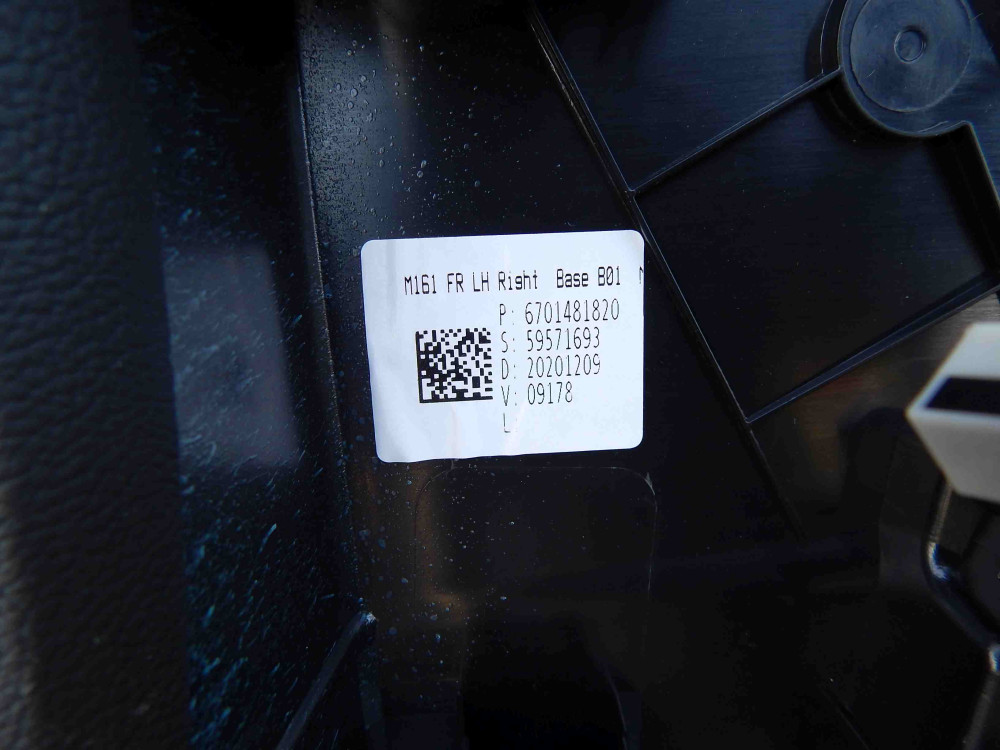 M161 FR LH Right Base B01
P: 6701481820
S: 59571693
D: 20201209
V: 09178
L